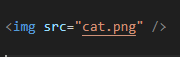 <img src="cat.png" />